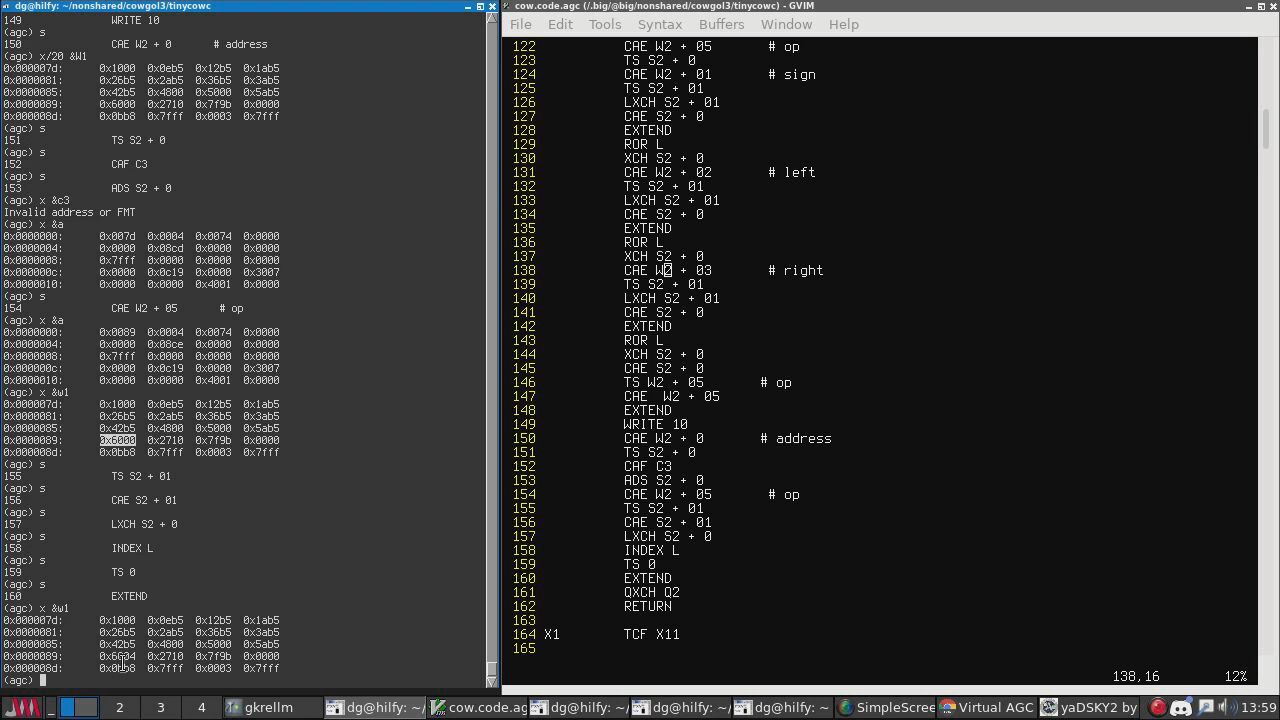 dg@hilfy: ~/nonshared/cowgol3/tinycowc
149 WRITE 10
(agc) s
150 CAE W2 + 0 # address
(agc) x/20 &W1
0x000007d: 0x1000 0x0eb5 0x12b5 0x1ab5
0x0000081: 0x26b5 0x2ab5 0x36b5 0x3ab5
0x0000085: 0x42b5 0x4800 0x5000 0x5ab5
0x0000089: 0x6000 0x2710 0x7f9b 0x0000
0x000008d: 0x0bb8 0x7fff 0x0003 0x7fff
(agc) s
151 TS S2 + 0
(agc) s
152 CAF C3
(agc) s
153 ADS S2 + 0
(agc) x &c3
Invalid address or FMT
(agc) x &a
0x0000000: 0x007d 0x0004 0x0074 0x0000
0x0000004: 0x0000 0x08cd 0x0000 0x0000
0x0000008: 0x7fff 0x0000 0x0000 0x0000
0x000000c: 0x0c19 0x0000 0x0000 0x3007
0x0000010: 0x0000 0x4001 0x0000 0x0000
(agc) s
154 CAE W2 + 05 # op
(agc) x &a
0x0000000: 0x0089 0x0004 0x0074 0x0000
0x0000004: 0x0000 0x08ce 0x0000 0x4000
0x0000008: 0x7fff 0x0000 0x0000 0x0000
0x000000c: 0x0c19 0x0000 0x0000 0x3007
0x0000010: 0x0000 0x4001 0x0000 0x0000
(agc) x &w1
0x000007d: 0x1000 0x0eb5 0x12b5 0x1ab5
0x0000081: 0x26b5 0x2ab5 0x36b5 0x3ab5
0x0000085: 0x42b5 0x4800 0x5000 0x5ab5
0x0000089: 0x6000 0x2710 0x7f9b 0x0000
0x000008d: 0x0bb8 0x7fff 0x0003 0x7fff
(agc) s
155 TS S2 + 01
(agc) s
156 CAE S2 + 01
(agc) s
157 LXCH S2 + 0
(agc) s
158 INDEX L
(agc) s
159 TS 0
(agc) s
160 EXTEND
(agc) x &w1
0x000007d: 0x1000 0x0eb5 0x12b5 0x1ab5
0x0000081: 0x26b5 0x2ab5 0x36b5 0x3ab5
0x0000085: 0x42b5 0x4800 0x5000 0x5ab5
0x0000089: 0x2710 0x7f9b 0x0000
0x000008d: 0x7fff 0x0003 0x7fff
(agc)
cow.code.agc (/.big/@big/nonshared/cowgol3/tinycowc) - GVIM
File Edit Tools Syntax Buffers Window Help
122 CAE W2 + 05 # op
123 TS S2 + 0
124 CAE W2 + 01 # sign
125 TS S2 + 01
126 LXCH S2 + 01
127 CAE S2 + 0
128 EXTEND
129 ROR L
130 XCH S2 + 0
131 CAE W2 + 02 # left
132 TS S2 + 01
133 LXCH S2 + 01
134 CAE S2 + 0
135 EXTEND
136 ROR L
137 XCH S2 + 0
138 CAE W2 + 03 # right
139 TS S2 + 01
140 LXCH S2 + 01
141 CAE S2 + 0
142 EXTEND
143 ROR L
144 XCH S2 + 0
145 CAE S2 + 0
146 TS W2 + 05 # op
147 CAE W2 + 05
148 EXTEND
149 WRITE 10
150 CAE W2 + 0 # address
151 TS S2 + 0
152 CAF C3
153 ADS S2 + 0
154 CAE W2 + 05 # op
155 TS S2 + 01
156 CAE S2 + 01
157 LXCH S2 + 0
158 INDEX L
159 TS 0
160 EXTEND
161 QXCH Q2
162 RETURN
163
164 X1 TCF X11
165
138,16 12%
2 3 4 gkrellm dg@hilfy: ~/ cow.code.ag dg@hilfy: ~/ dg@hilfy: ~/ dg@hilfy: ~ SimpleScree Virtual AGC yaDSKY2 by 13:59